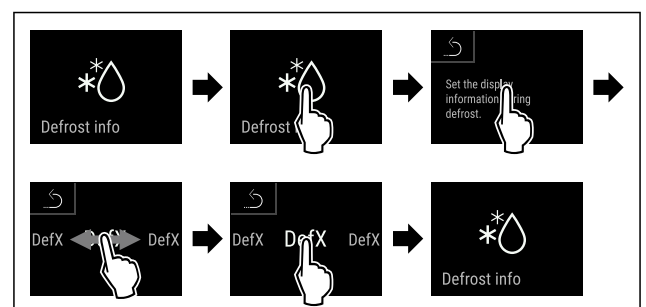 Defrost info
Defrost
Set the display
information
defrost.
DefX DefX
DefX DefX DefX
Defrost info